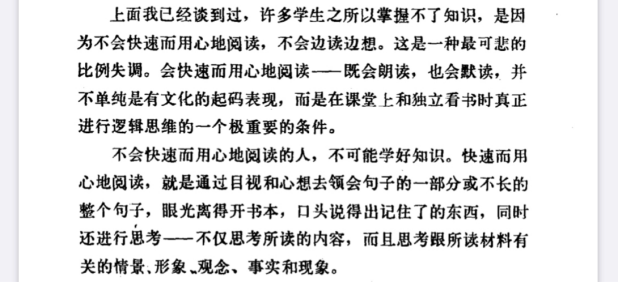 上面我已经谈到过，许多学生之所以掌握不了知识，是因
为不会快速而用心地阅读，不会边读边想。这是一种最可悲的
比例失调。会快速而用心地阅读——既会朗读，也会默读，并
不单纯是有文化的起码表现，而是在课堂上和独立看书时真正
进行逻辑思维的一个极重要的条件。
不会快速而用心地阅读的人，不可能学好知识。快速而用
心地阅读，就是通过目视和心想去领会句子的一部分或不长的
整个句子，眼光离得开书本，口头说得出记住了的东西，同时
还进行思考——不仅思考所读的内容，而且思考跟所读材料有
关的情景、形象、观念、事实和现象。